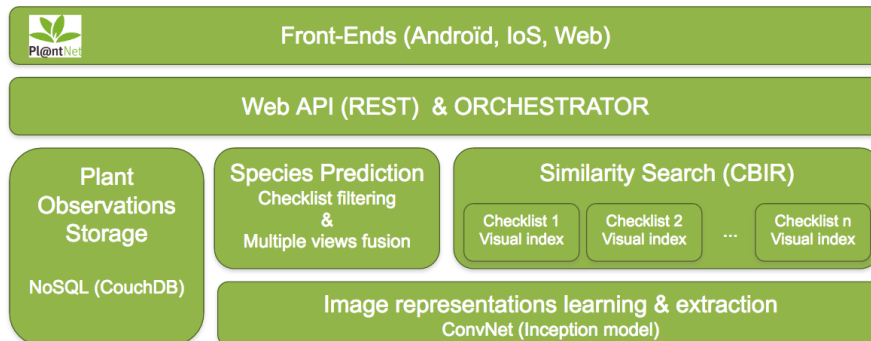 Pl@ntNet
Front-Ends (Androïd, IoS, Web)
Web API (REST) & ORCHESTRATOR
Plant
Observations
Storage
NoSQL (CouchDB)
Species Prediction
Checklist filtering
&
Multiple views fusion
Similarity Search (CBIR)
Checklist 1
Visual index
Checklist 2
Visual index
...
Checklist n
Visual index
Image representations learning & extraction
ConvNet (Inception model)